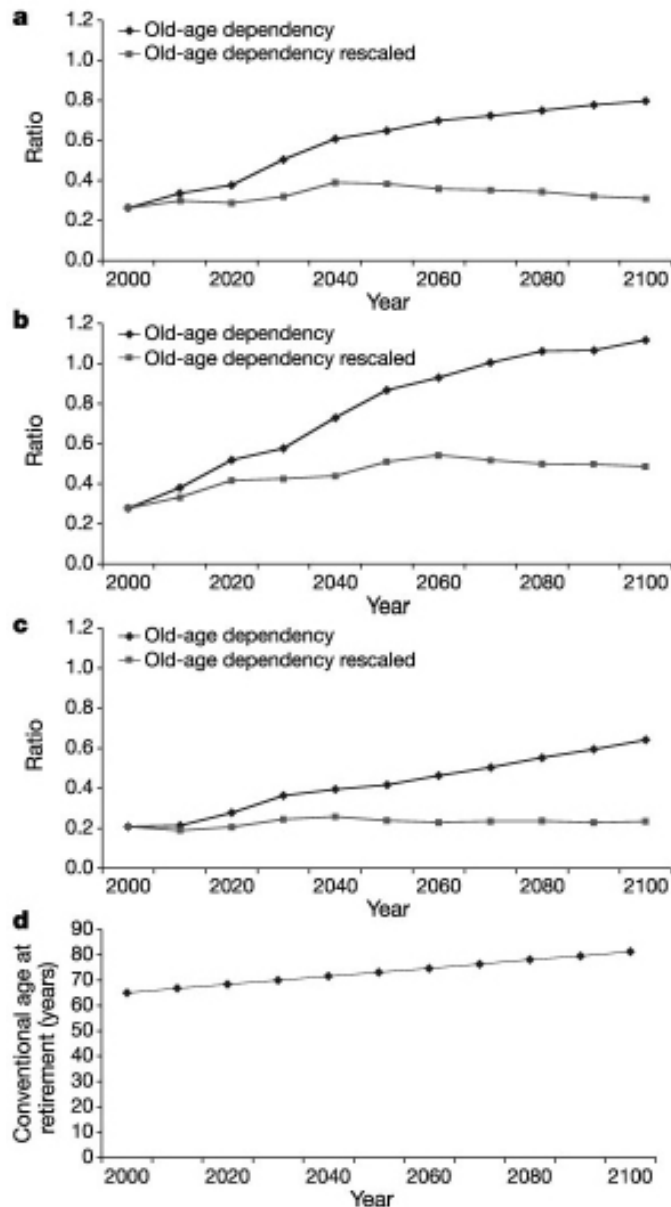 a
1.2
1.0
0.8
0.6
0.4
0.2
0.0
Ratio
Old-age dependency
Old-age dependency rescaled
2000 2020 2040 2060 2080 2100
Year
b
1.2
1.0
0.8
0.6
0.4
0.2
0.0
Ratio
Old-age dependency
Old-age dependency rescaled
2000 2020 2040 2060 2080 2100
Year
c
1.2
1.0
0.8
0.6
0.4
0.2
0.0
Ratio
Old-age dependency
Old-age dependency rescaled
2000 2020 2040 2060 2080 2100
Year
d
90
80
70
60
50
40
30
20
10
0
Conventional age at
retirement (years)
2000 2020 2040 2060 2080 2100
Year